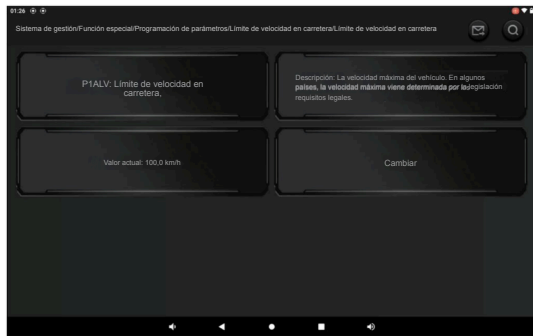 01:26
Sistema de gestión/Función especial/Programación de parámetros/Límite de velocidad en carretera/Límite de velocidad en carretera
P1ALV: Límite de velocidad en
carretera,
Descripción: La velocidad máxima del vehículo. En algunos
países, la velocidad máxima viene determinada por la legislación
requisitos legales.
Valor actual: 100,0 km/h
Cambiar